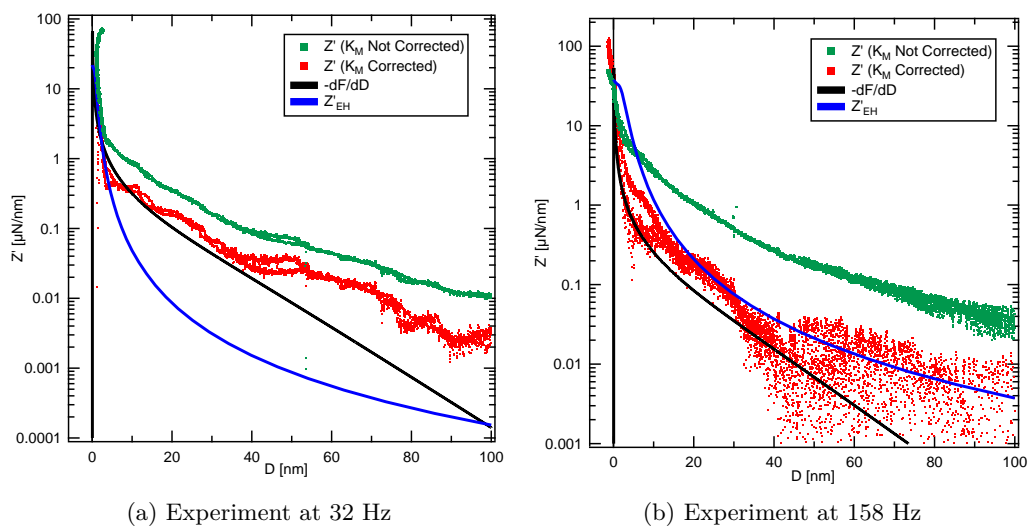 100
10
1
0.1
0.01
0.001
0.0001
Z' [µN/nm]
Z' (K_M Not Corrected)
Z' (K_M Corrected)
-dF/dD
Z'_EH
0 20 40 60 80 100
D [nm]
(a) Experiment at 32 Hz
100
10
1
0.1
0.01
0.001
Z' [µN/nm]
Z' (K_M Not Corrected)
Z' (K_M Corrected)
-dF/dD
Z'_EH
0 20 40 60 80 100
D [nm]
(b) Experiment at 158 Hz